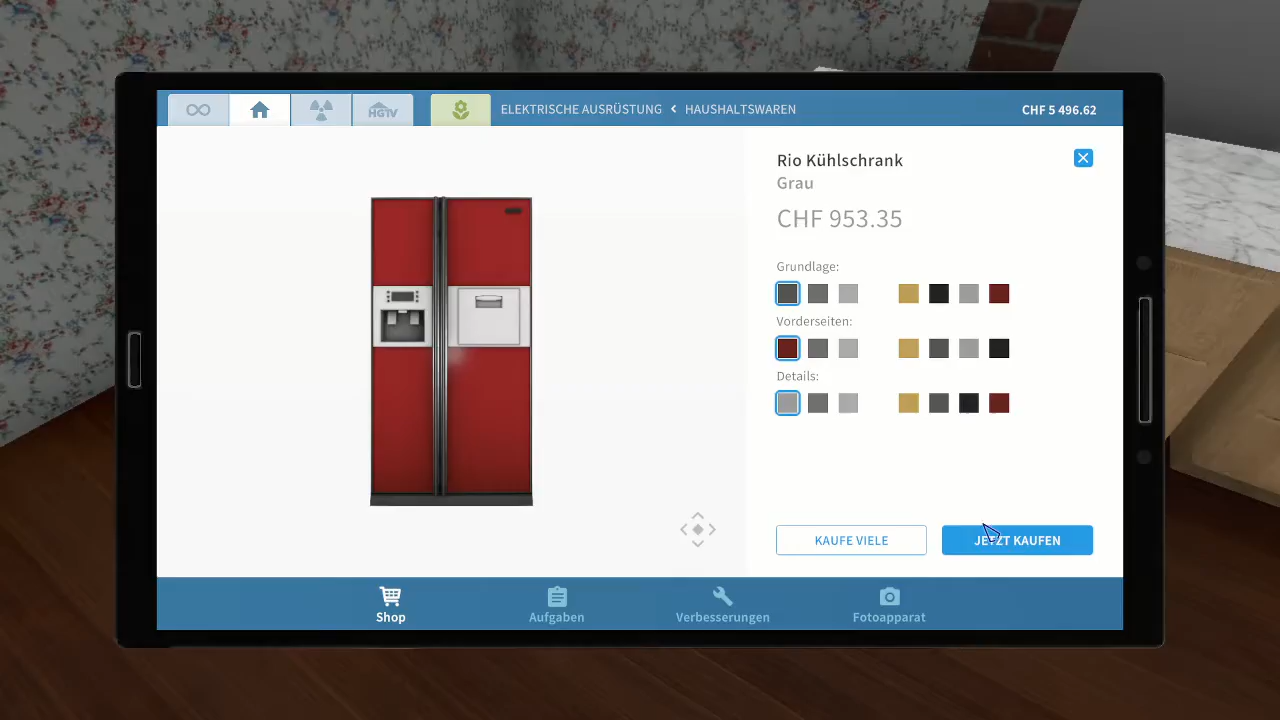 HGTV
ELEKTRISCHE AUSRÜSTUNG < HAUSHALTSWAREN
CHF 5 496.62
Rio Kühlschrank
Grau
CHF 953.35
Grundlage:
Vorderseiten:
Details:
KAUFE VIELE
JETZT KAUFEN
Shop
Aufgaben
Verbesserungen
Fotoapparat